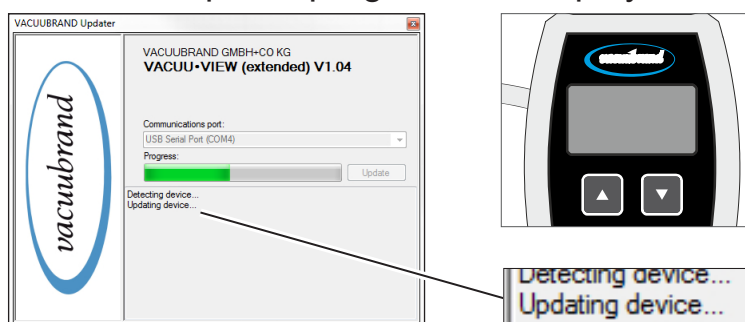 VACUUBRAND Updater
vacuubrand
VACUUBRAND GMBH+CO KG
VACUU•VIEW (extended) V1.04
Communications port:
USB Serial Port (COM4)
Progress:
Update
Detecting device...
Updating device...
vacuubrand
Detecting device...
Updating device...